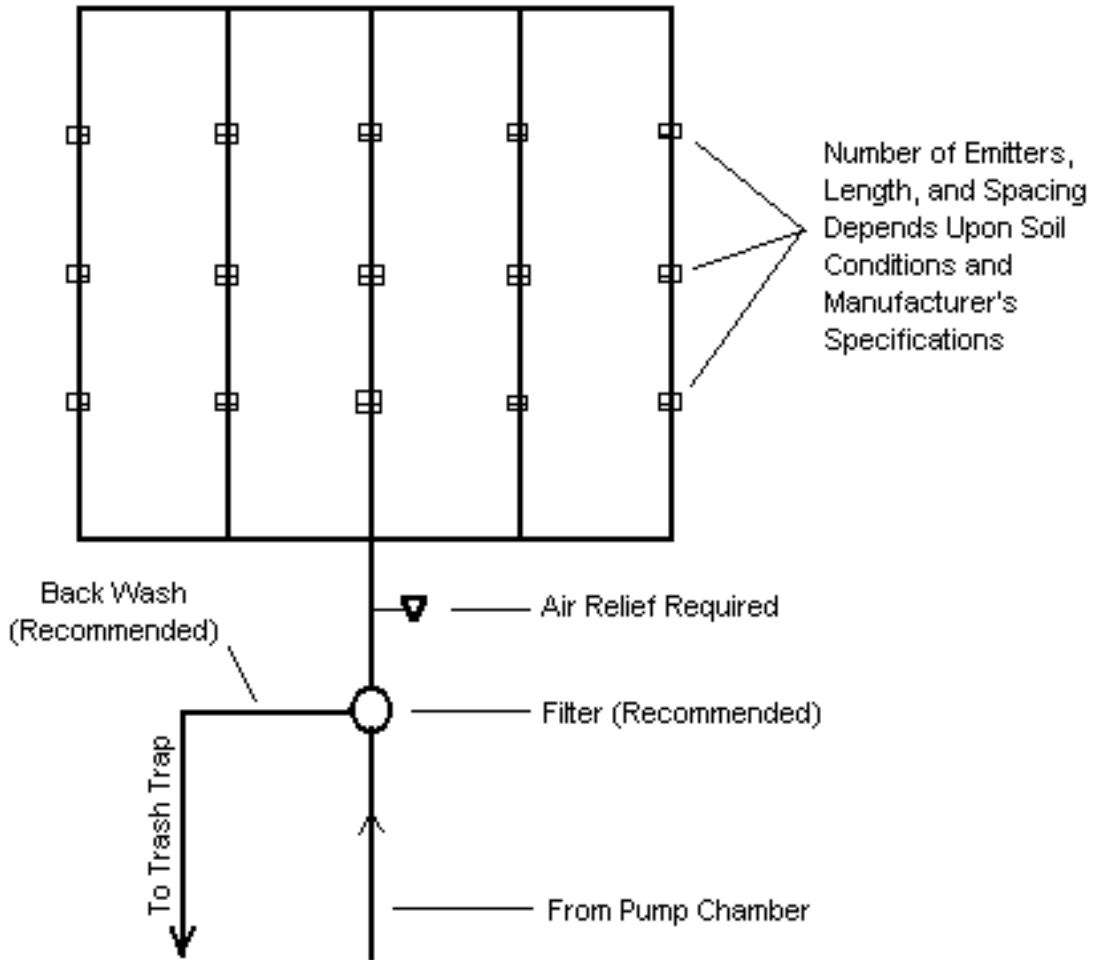 Number of Emitters,
Length, and Spacing
Depends Upon Soil
Conditions and
Manufacturer's
Specifications
Back Wash
(Recommended)
Air Relief Required
Filter (Recommended)
To Trash Trap
From Pump Chamber